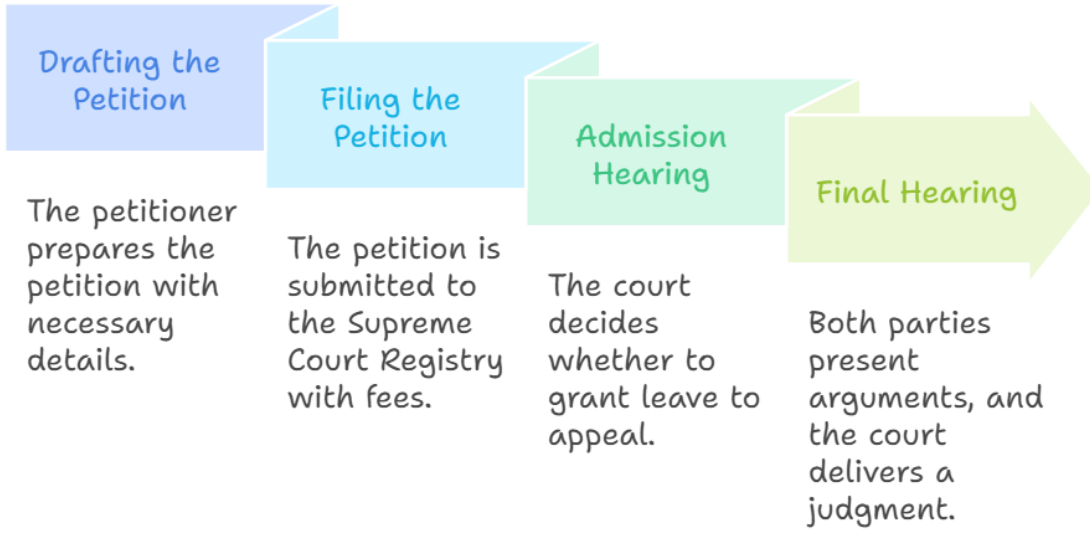 Drafting the
Petition
The petitioner
prepares the
petition with
necessary
details.
Filing the
Petition
The petition is
submitted to
the Supreme
Court Registry
with fees.
Admission
Hearing
The court
decides
whether to
grant leave to
appeal.
Final Hearing
Both parties
present
arguments, and
the court
delivers a
judgment.